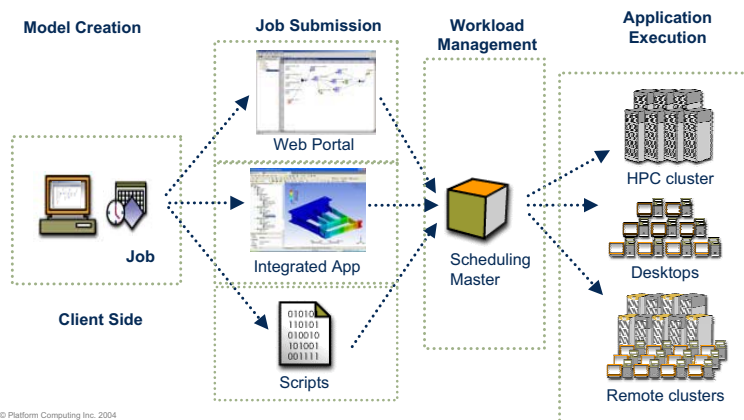 Model Creation
Job Submission
Workload
Management
Application
Execution
Web Portal
Job
Integrated App
Client Side
010101
110101
010010
101001
001111
Scripts
Scheduling
Master
HPC cluster
Desktops
Remote clusters
© Platform Computing Inc. 2004